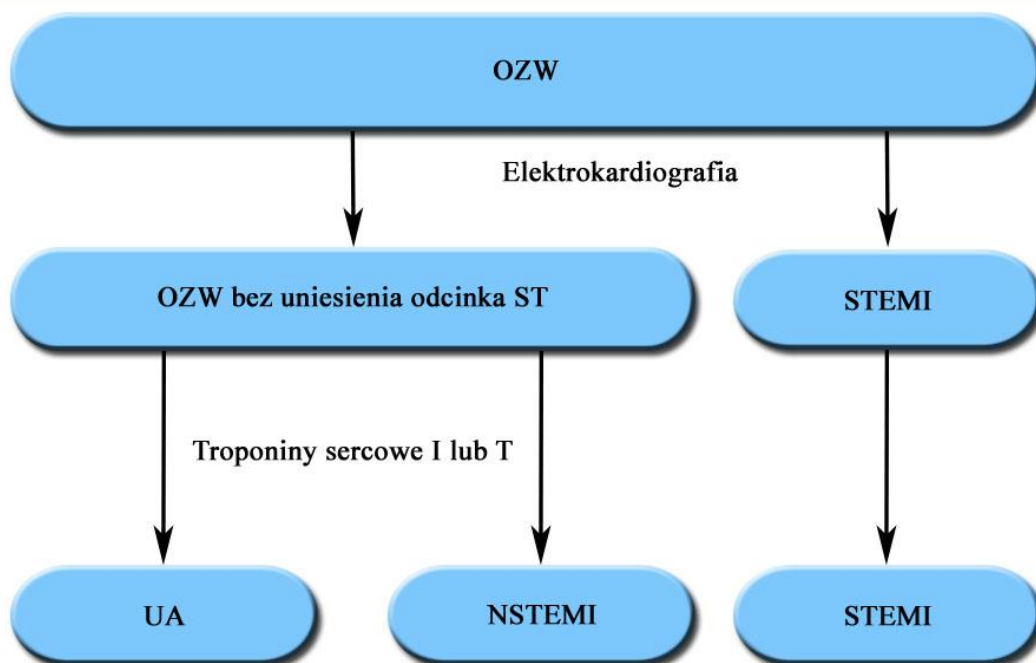 OZW
Elektrokardiografia
OZW bez uniesienia odcinka ST
STEMI
Troponiny sercowe I lub T
UA
NSTEMI
STEMI